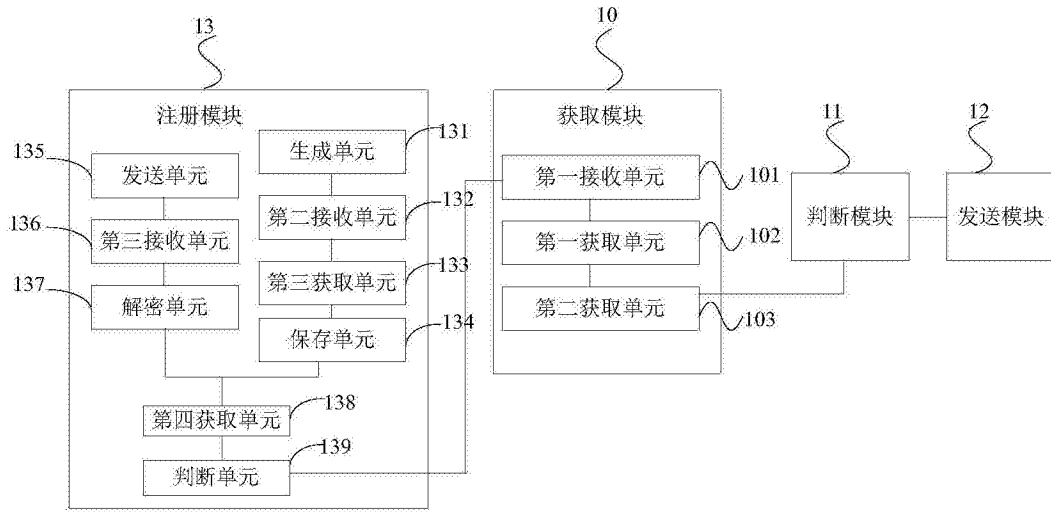 13
注册模块
135
发送单元
136
第三接收单元
137
解密单元
生成单元
131
第二接收单元
132
第三获取单元
133
保存单元
134
第四获取单元
138
判断单元
139
10
获取模块
第一接收单元
101
第一获取单元
102
第二获取单元
103
11
判断模块
12
发送模块